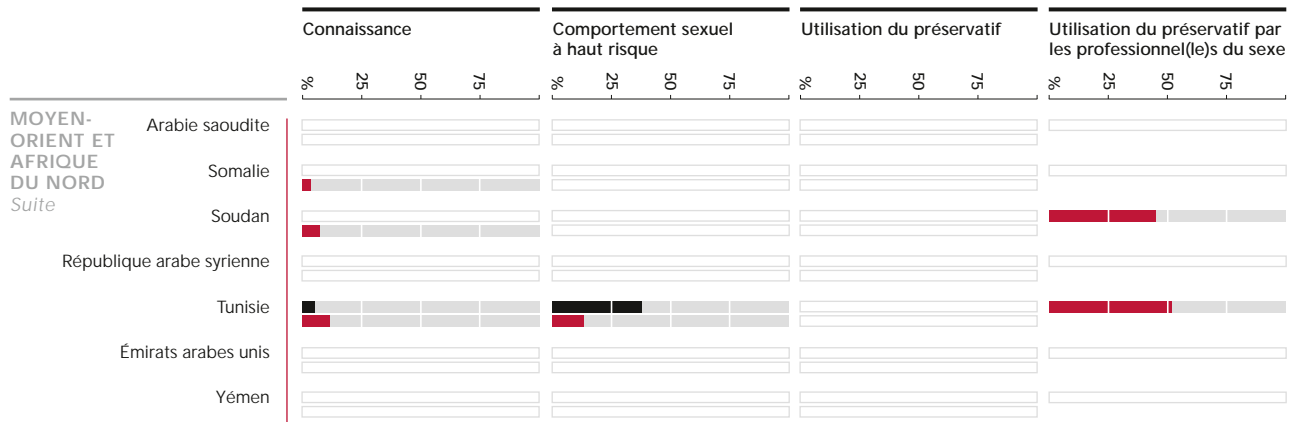 Connaissance
Comportement sexuel
à haut risque
Utilisation du préservatif
Utilisation du préservatif par
les professionnel(le)s du sexe
% 25 50 75
% 25 50 75
% 25 50 75
% 25 50 75
MOYEN-
ORIENT ET
AFRIQUE
DU NORD
Suite
Arabie saoudite
Somalie
Soudan
République arabe syrienne
Tunisie
Émirats arabes unis
Yémen